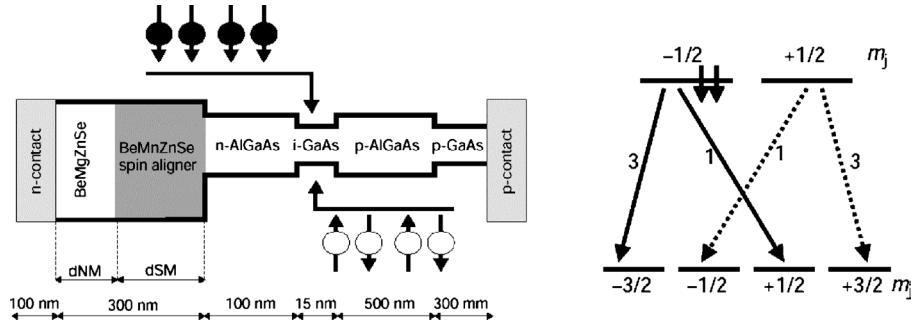 n-contact
BeMgZnSe
BeMnZnSe
spin aligner
n-AlGaAs
i-GaAs
p-AlGaAs
p-GaAs
p-contact
dNM
dSM
100 nm
300 nm
100 nm
15 nm
500 nm
300 mm
−1/2
+1/2
mj
3
1
1
3
−3/2
−1/2
+1/2
+3/2
mj